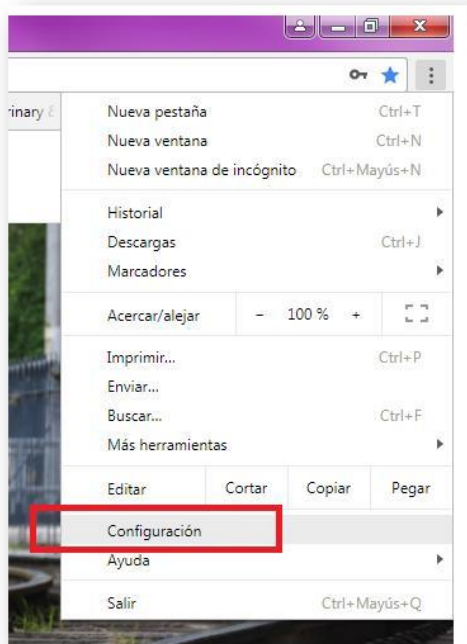 rinary &
Nueva pestaña Ctrl+T
Nueva ventana Ctrl+N
Nueva ventana de incógnito Ctrl+Mayús+N
Historial
Descargas Ctrl+J
Marcadores
Acercar/alejar – 100 % +
Imprimir... Ctrl+P
Enviar...
Buscar... Ctrl+F
Más herramientas
Editar Cortar Copiar Pegar
Configuración
Ayuda
Salir Ctrl+Mayús+Q